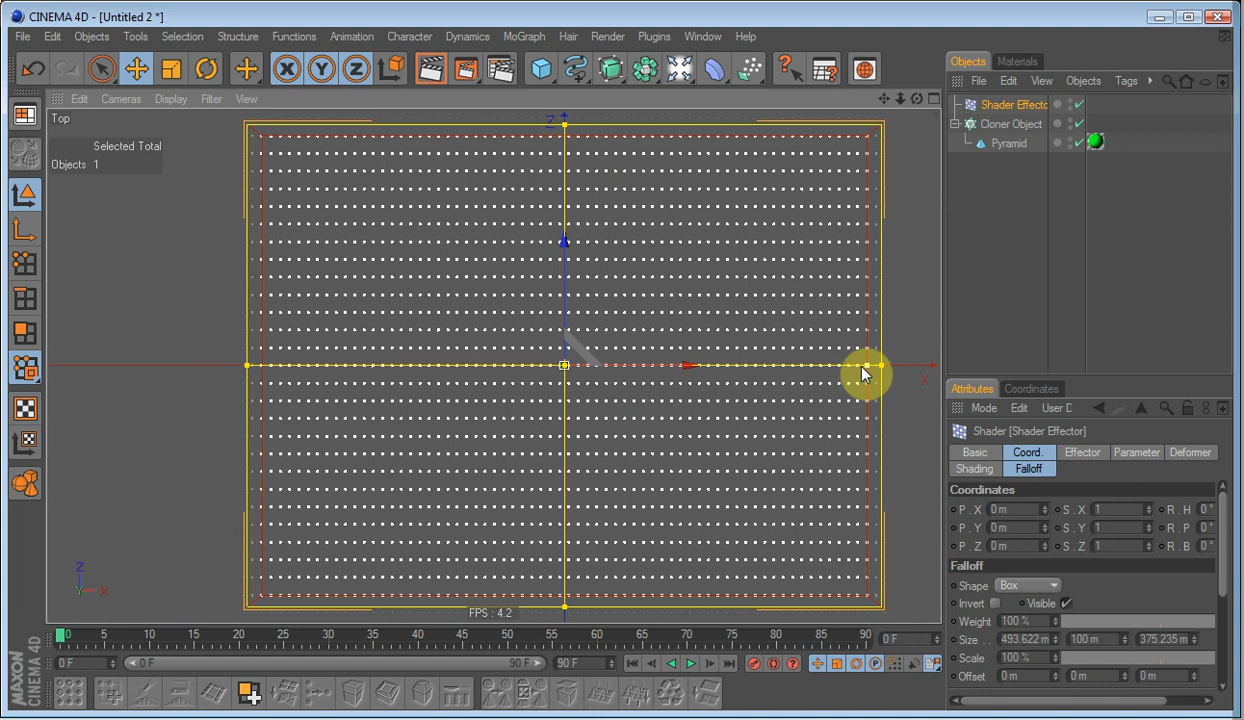 CINEMA 4D - [Untitled 2 *]
File Edit Objects Tools Selection Structure Functions Animation Character Dynamics MoGraph Hair Render Plugins Window Help
Objects Materials
File Edit View Objects Tags
Edit Cameras Display Filter View
Shader Effecto
Cloner Object
Pyramid
Top
Selected Total
Objects 1
Z
X
Attributes Coordinates
Mode Edit User D
Shader [Shader Effector]
Basic Coord. Effector Parameter Deformer
Shading Falloff
Coordinates
P . X 0 m S . X 1 R . H 0 °
P . Y 0 m S . Y 1 R . P 0 °
P . Z 0 m S . Z 1 R . B 0 °
Falloff
Shape Box
Invert Visible
Weight 100 %
Size . . 493.622 m 100 m 375.235 m
Scale 100 %
Offset 0 m 0 m 0 m
Z
X
FPS : 4.2
0 5 10 15 20 25 30 35 40 45 50 55 60 65 70 75 80 85 90 0 F
0 F 0 F 90 F 90 F
MAXON
CINEMA 4D